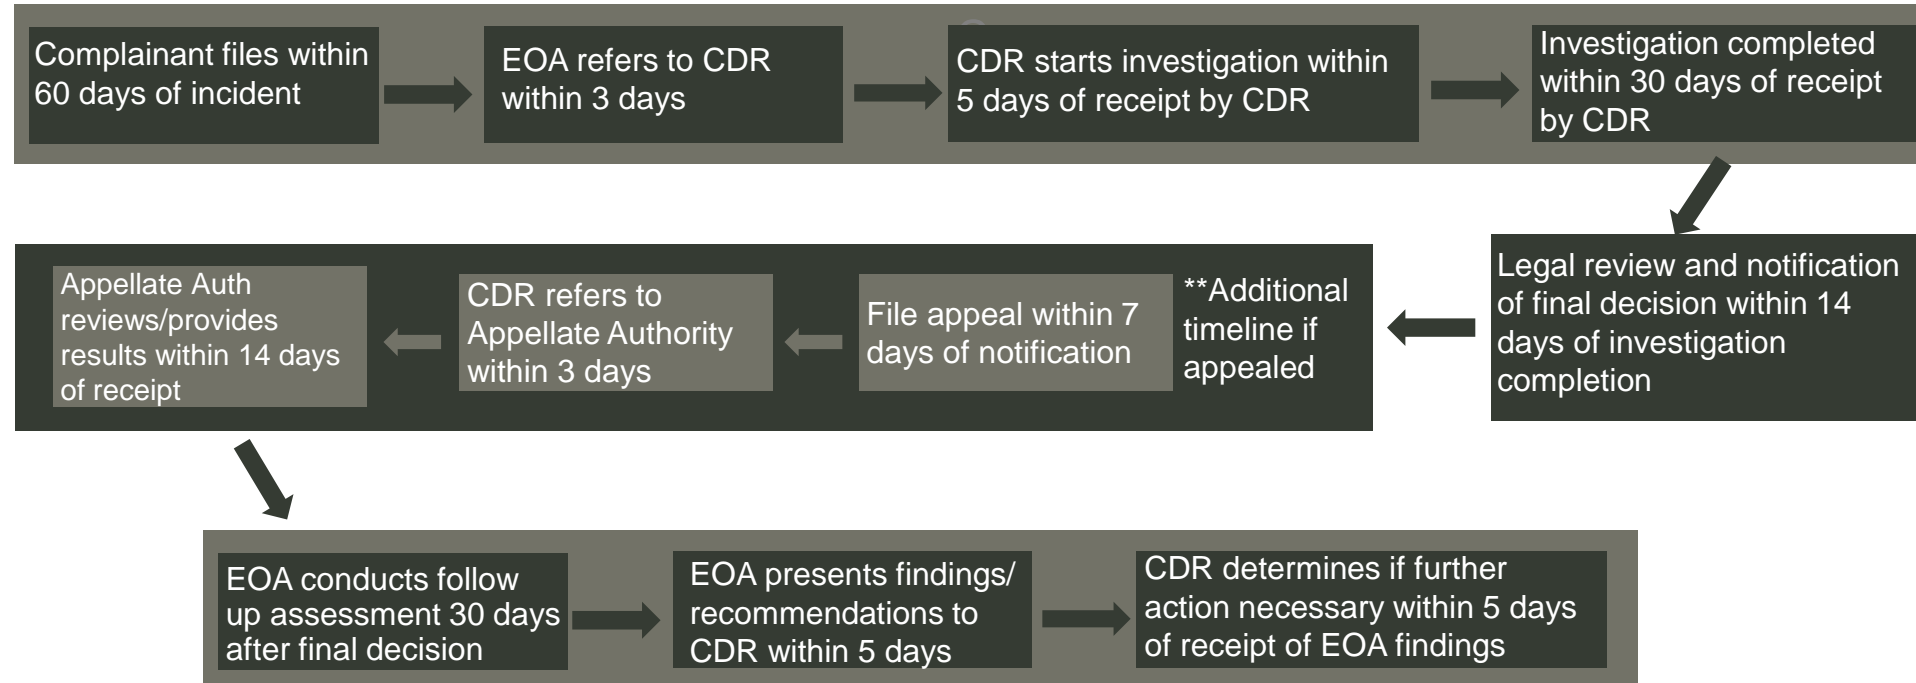 Complainant files within
60 days of incident
EOA refers to CDR
within 3 days
CDR starts investigation within
5 days of receipt by CDR
Investigation completed
within 30 days of receipt
by CDR
Legal review and notification
of final decision within 14
days of investigation
completion
**Additional
timeline if
appealed
File appeal within 7
days of notification
CDR refers to
Appellate Authority
within 3 days
Appellate Auth
reviews/provides
results within 14 days
of receipt
EOA conducts follow
up assessment 30 days
after final decision
EOA presents findings/
recommendations to
CDR within 5 days
CDR determines if further
action necessary within 5 days
of receipt of EOA findings